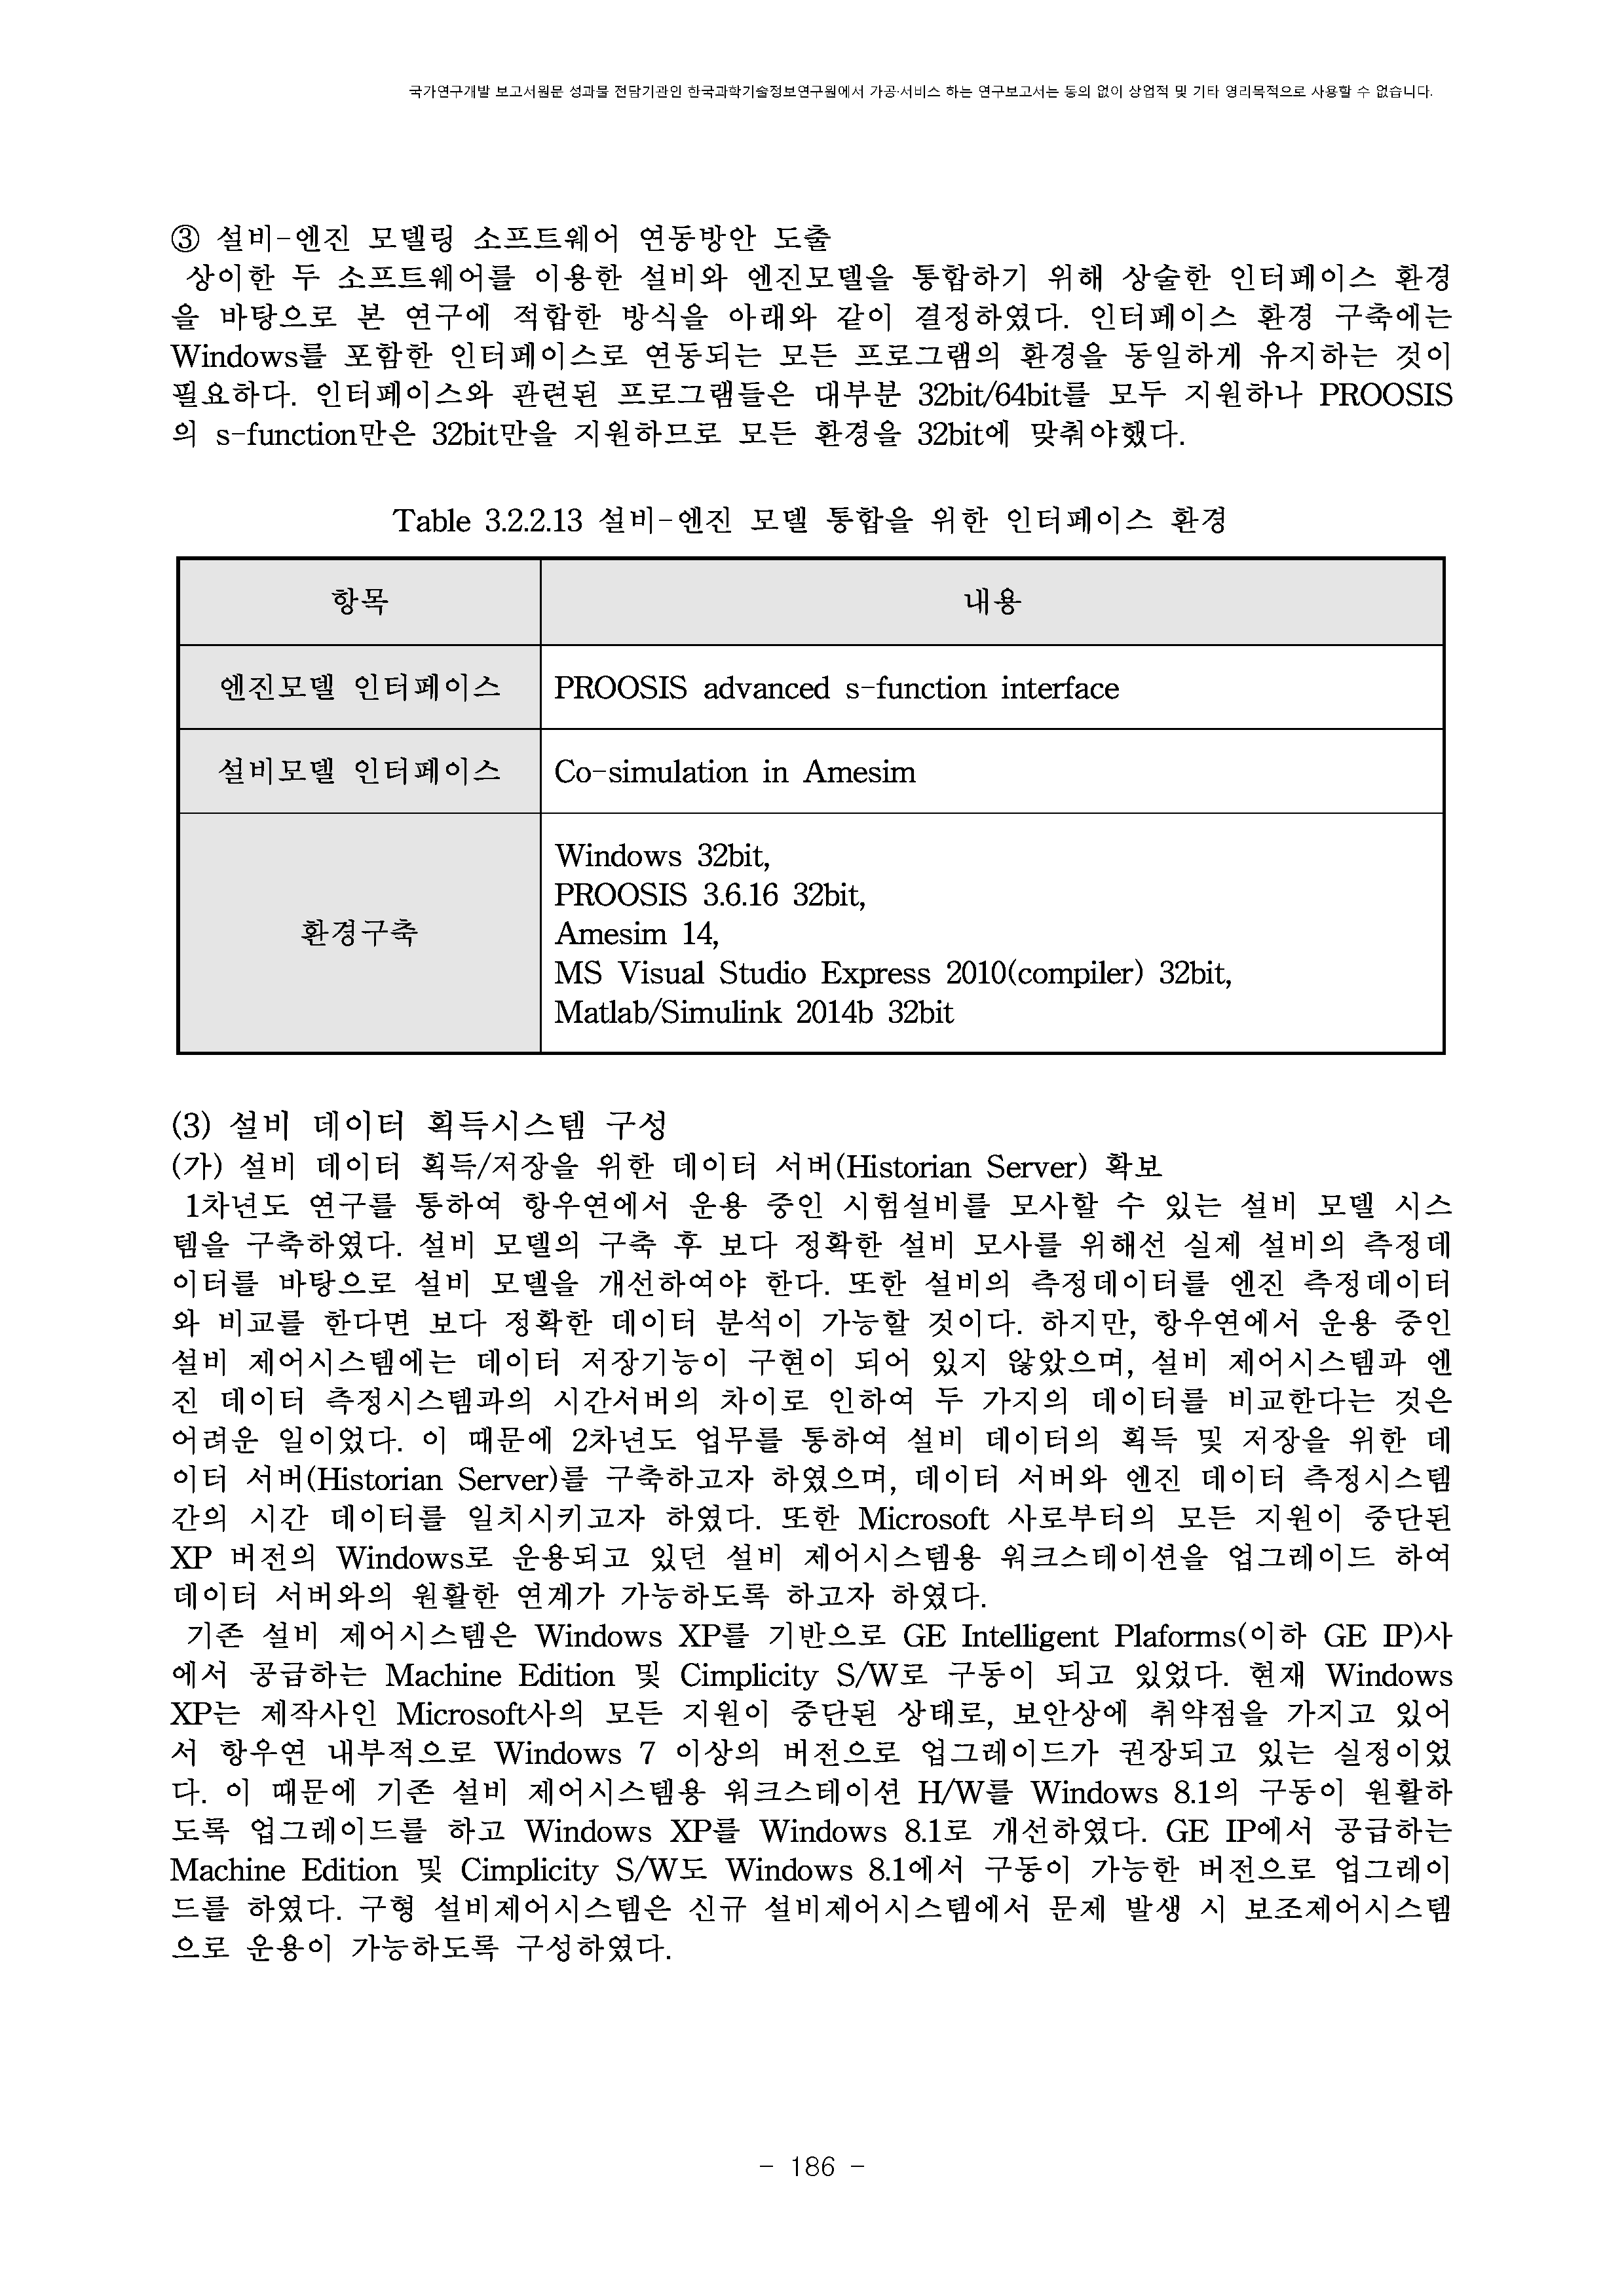 국가연구개발 보고서원문 성과물 전담기관인 한국과학기술정보연구원에서 가공·서비스 하는 연구보고서는 동의 없이 상업적 및 기타 영리목적으로 사용할 수 없습니다.
③ 설비-엔진 모델링 소프트웨어 연동방안 도출
상이한 두 소프트웨어를 이용한 설비와 엔진모델을 통합하기 위해 상술한 인터페이스 환경
을 바탕으로 본 연구에 적합한 방식을 아래와 같이 결정하였다. 인터페이스 환경 구축에는
Windows를 포함한 인터페이스로 연동되는 모든 프로그램의 환경을 동일하게 유지하는 것이
필요하다. 인터페이스와 관련된 프로그램들은 대부분 32bit/64bit를 모두 지원하나 PROOSIS
의 s-function만은 32bit만을 지원하므로 모든 환경을 32bit에 맞춰야했다.
Table 3.2.2.13 설비-엔진 모델 통합을 위한 인터페이스 환경
항목 내용
엔진모델 인터페이스 PROOSIS advanced s-function interface
설비모델 인터페이스 Co-simulation in Amesim
환경구축
Windows 32bit,
PROOSIS 3.6.16 32bit,
Amesim 14,
MS Visual Studio Express 2010(compiler) 32bit,
Matlab/Simulink 2014b 32bit
(3) 설비 데이터 획득시스템 구성
(가) 설비 데이터 획득/저장을 위한 데이터 서버(Historian Server) 확보
1차년도 연구를 통하여 항우연에서 운용 중인 시험설비를 모사할 수 있는 설비 모델 시스
템을 구축하였다. 설비 모델의 구축 후 보다 정확한 설비 모사를 위해선 실제 설비의 측정데
이터를 바탕으로 설비 모델을 개선하여야 한다. 또한 설비의 측정데이터를 엔진 측정데이터
와 비교를 한다면 보다 정확한 데이터 분석이 가능할 것이다. 하지만, 항우연에서 운용 중인
설비 제어시스템에는 데이터 저장기능이 구현이 되어 있지 않았으며, 설비 제어시스템과 엔
진 데이터 측정시스템과의 시간서버의 차이로 인하여 두 가지의 데이터를 비교한다는 것은
어려운 일이었다. 이 때문에 2차년도 업무를 통하여 설비 데이터의 획득 및 저장을 위한 데
이터 서버(Historian Server)를 구축하고자 하였으며, 데이터 서버와 엔진 데이터 측정시스템
간의 시간 데이터를 일치시키고자 하였다. 또한 Microsoft 사로부터의 모든 지원이 중단된
XP 버전의 Windows로 운용되고 있던 설비 제어시스템용 워크스테이션을 업그레이드 하여
데이터 서버와의 원활한 연계가 가능하도록 하고자 하였다.
기존 설비 제어시스템은 Windows XP를 기반으로 GE Intelligent Plaforms(이하 GE IP)사
에서 공급하는 Machine Edition 및 Cimplicity S/W로 구동이 되고 있었다. 현재 Windows
XP는 제작사인 Microsoft사의 모든 지원이 중단된 상태로, 보안상에 취약점을 가지고 있어
서 항우연 내부적으로 Windows 7 이상의 버전으로 업그레이드가 권장되고 있는 실정이었
다. 이 때문에 기존 설비 제어시스템용 워크스테이션 H/W를 Windows 8.1의 구동이 원활하
도록 업그레이드를 하고 Windows XP를 Windows 8.1로 개선하였다. GE IP에서 공급하는
Machine Edition 및 Cimplicity S/W도 Windows 8.1에서 구동이 가능한 버전으로 업그레이
드를 하였다. 구형 설비제어시스템은 신규 설비제어시스템에서 문제 발생 시 보조제어시스템
으로 운용이 가능하도록 구성하였다.
- 186 -